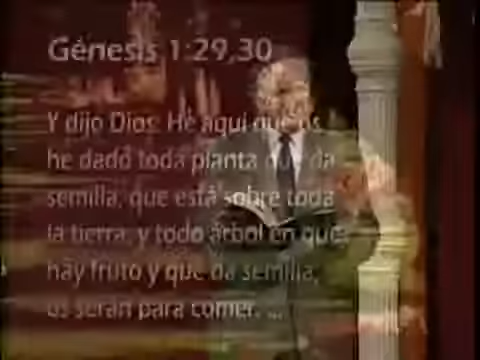 Génesis 1:29,30
Y dijo Dios: He aquí que os
he dado toda planta que da
semilla, que está sobre toda
la tierra, y todo árbol en que
hay fruto y que da semilla;
os serán para comer. ...